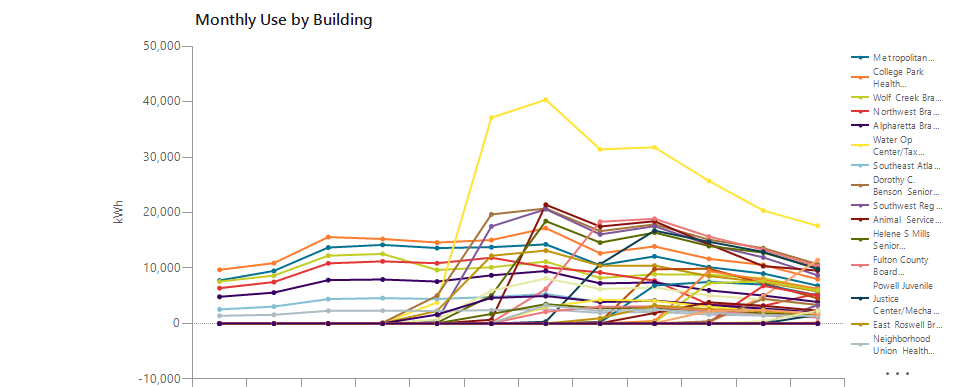 Monthly Use by Building
50,000
40,000
30,000
20,000
10,000
0
-10,000
kWh
Metropolitan...
College Park
Health...
Wolf Creek Bra...
Northwest Bra...
Alpharetta Bra...
Water Op
Center/Tax...
Southeast Atla...
Dorothy C.
Benson Senior...
Southwest Reg...
Animal Service...
Helene S Mills
Senior...
Fulton County
Board...
Powell Juvenile
Justice
Center/Mecha...
East Roswell Br...
Neighborhood
Union Health...